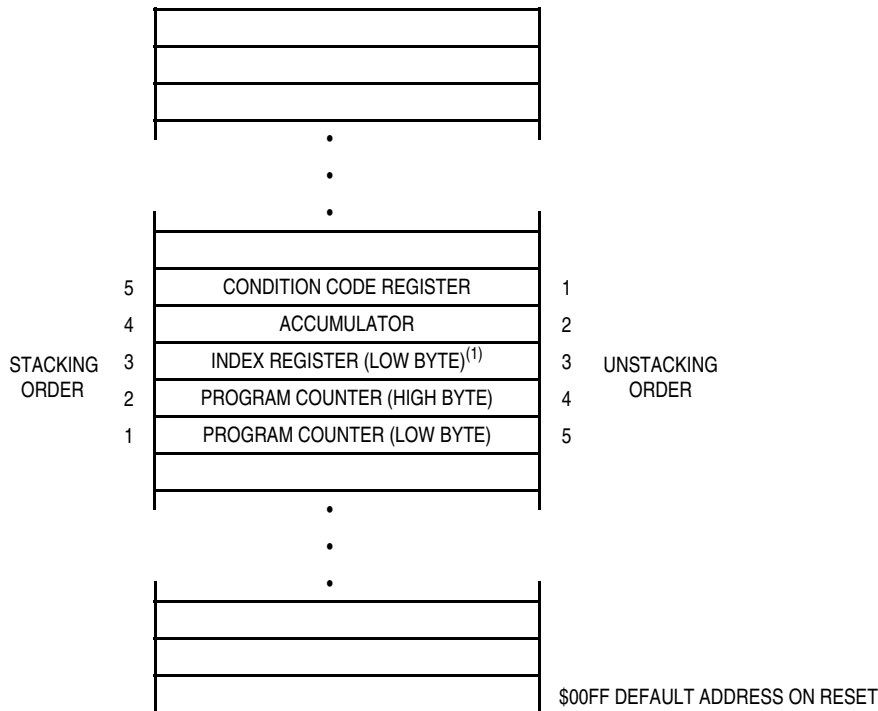 5 CONDITION CODE REGISTER 1
4 ACCUMULATOR 2
STACKING ORDER 3 INDEX REGISTER (LOW BYTE)(1) 3 UNSTACKING ORDER
2 PROGRAM COUNTER (HIGH BYTE) 4
1 PROGRAM COUNTER (LOW BYTE) 5
$00FF DEFAULT ADDRESS ON RESET